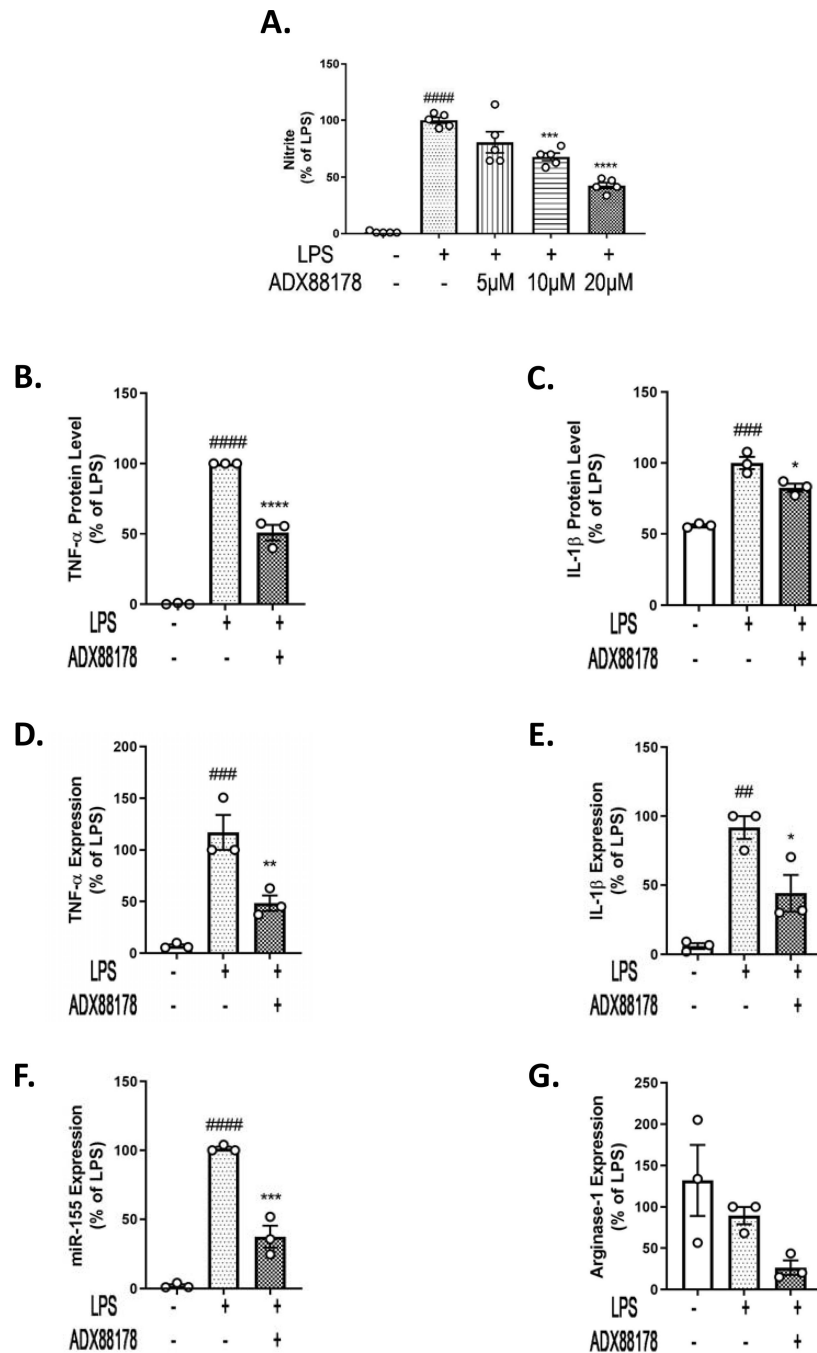 A.
Nitrite
(% of LPS)
150
100
50
0
####
***
****
LPS - + + + +
ADX88178 - - 5μM 10μM 20μM
B.
TNF-α Protein Level
(% of LPS)
150
100
50
0
####
****
LPS - + +
ADX88178 - - +
C.
IL-1β Protein Level
(% of LPS)
150
100
50
0
###
*
LPS - + +
ADX88178 - - +
D.
TNF-α Expression
(% of LPS)
200
150
100
50
0
###
**
LPS - + +
ADX88178 - - +
E.
IL-1β Expression
(% of LPS)
150
100
50
0
##
*
LPS - + +
ADX88178 - - +
F.
miR-155 Expression
(% of LPS)
150
100
50
0
####
***
LPS - + +
ADX88178 - - +
G.
Arginase-1 Expression
(% of LPS)
250
200
150
100
50
0
LPS - + +
ADX88178 - - +